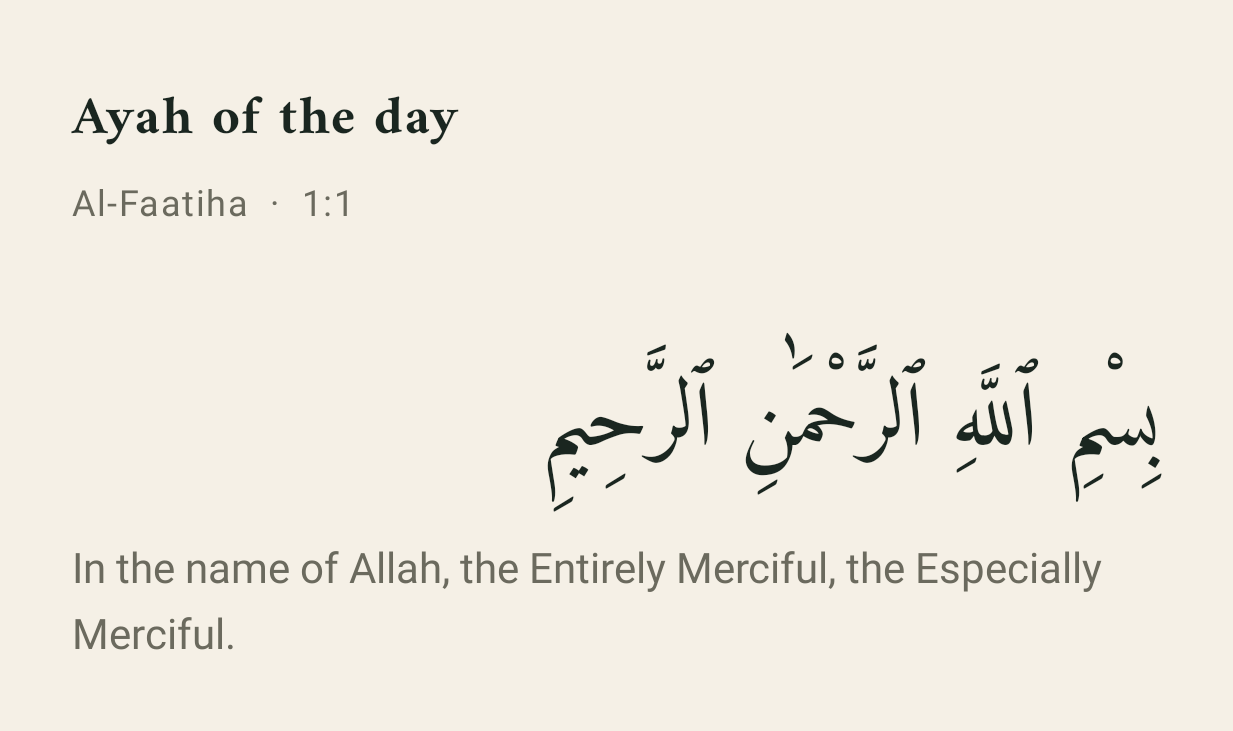 Ayah of the day
Al-Faatiha · 1:1
بِسْمِ ٱللَّهِ ٱلرَّحْمَٰنِ ٱلرَّحِيمِ
In the name of Allah, the Entirely Merciful, the Especially
Merciful.